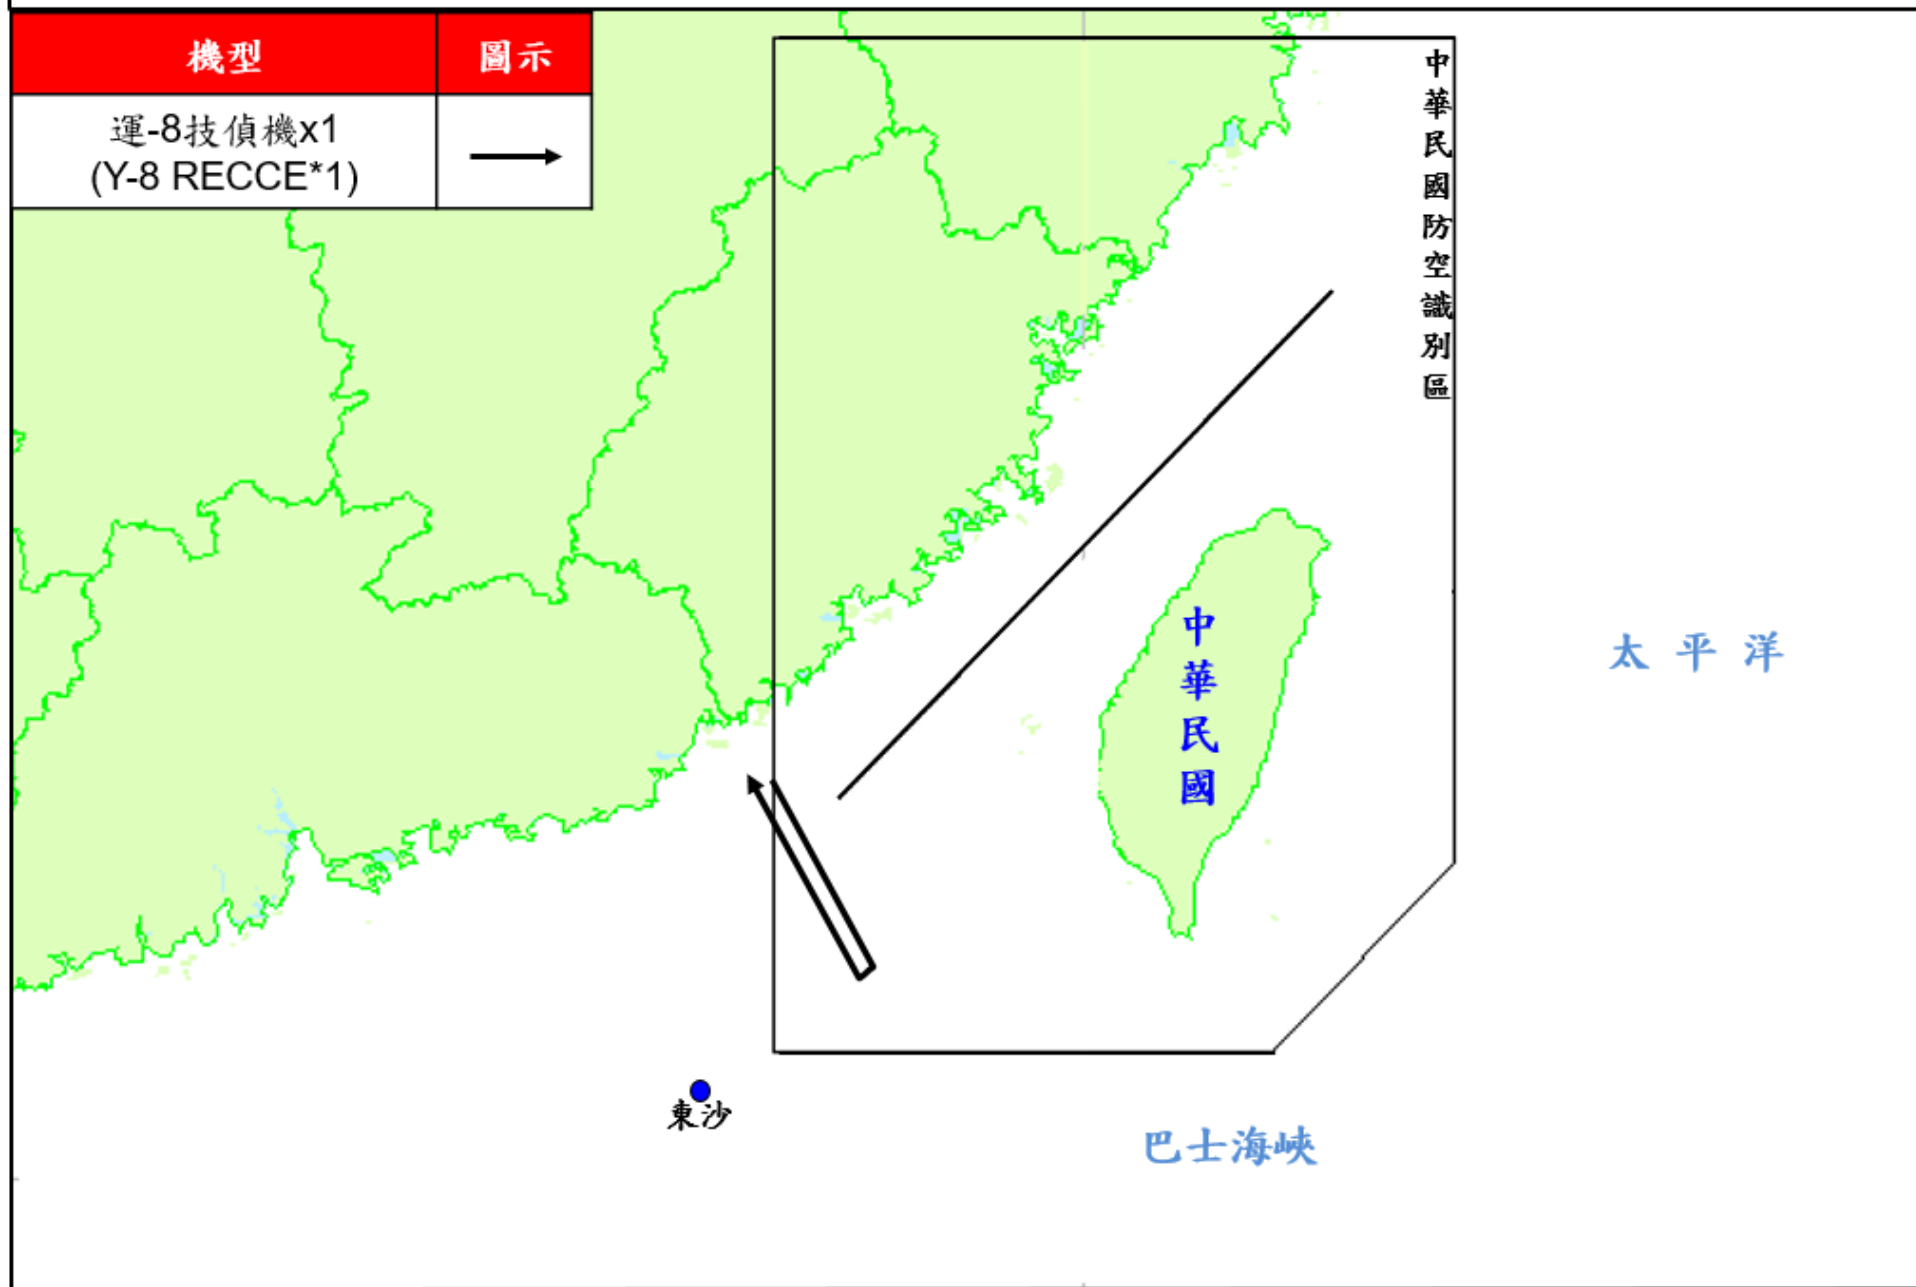 機型
圖示
運-8技偵機x1
(Y-8 RECCE*1)
中華民國防空識別區
中華民國
太平洋
東沙
巴士海峽